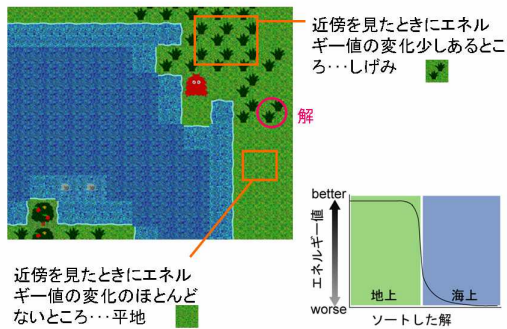 近傍を見たときにエネル
ギー値の変化少しあるとこ
ろ･･･しげみ
解
近傍を見たときにエネル
ギー値の変化のほとんど
ないところ･･･平地
better
エネルギー値
worse
地上
海上
ソートした解